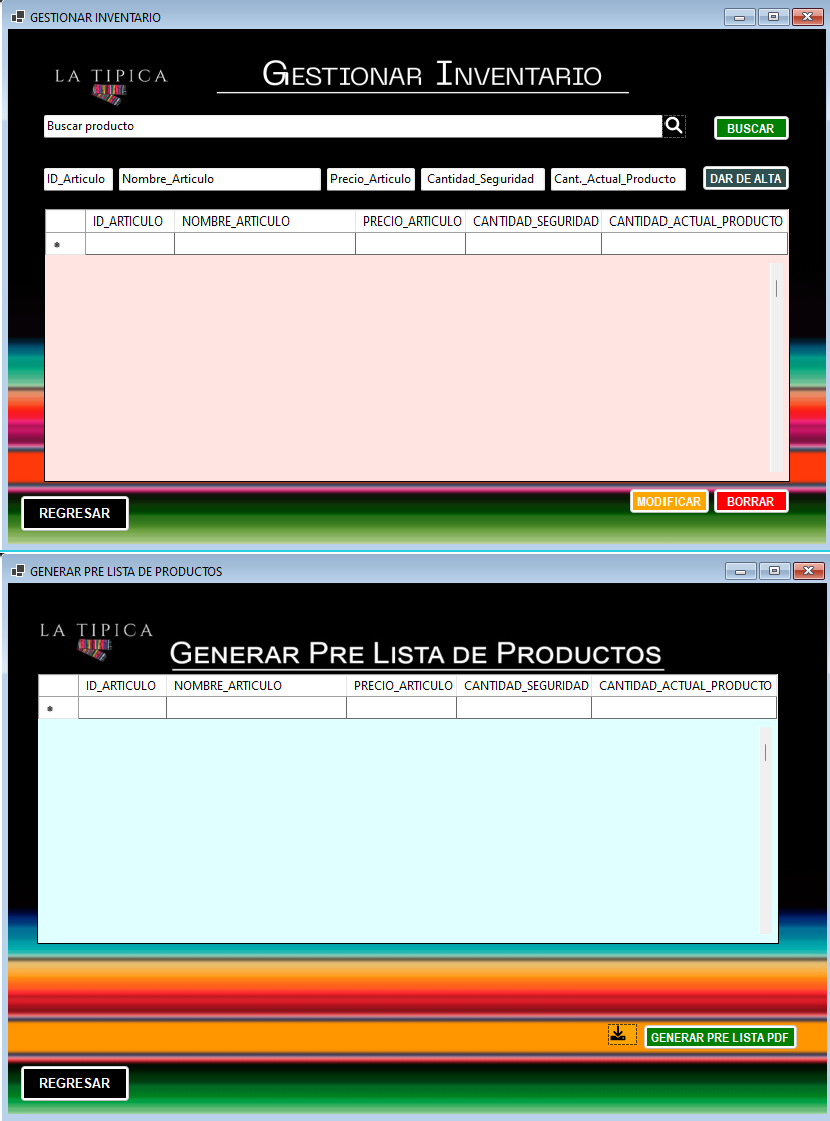 GESTIONAR INVENTARIO
LA TIPICA
GESTIONAR INVENTARIO
Buscar producto
BUSCAR
ID_Articulo Nombre_Articulo Precio_Articulo Cantidad_Seguridad Cant._Actual_Producto DAR DE ALTA
ID_ARTICULO NOMBRE_ARTICULO PRECIO_ARTICULO CANTIDAD_SEGURIDAD CANTIDAD_ACTUAL_PRODUCTO
*
MODIFICAR BORRAR
REGRESAR
GENERAR PRE LISTA DE PRODUCTOS
LA TIPICA
GENERAR PRE LISTA DE PRODUCTOS
ID_ARTICULO NOMBRE_ARTICULO PRECIO_ARTICULO CANTIDAD_SEGURIDAD CANTIDAD_ACTUAL_PRODUCTO
*
GENERAR PRE LISTA PDF
REGRESAR